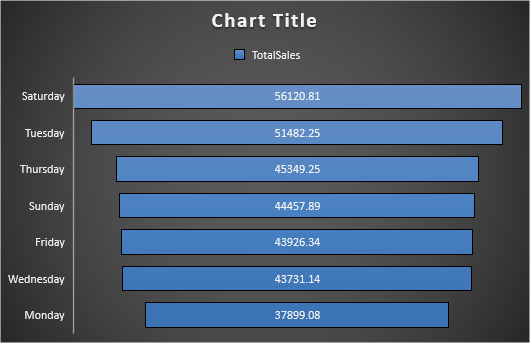 Chart Title
TotalSales
Saturday 56120.81
Tuesday 51482.25
Thursday 45349.25
Sunday 44457.89
Friday 43926.34
Wednesday 43731.14
Monday 37899.08